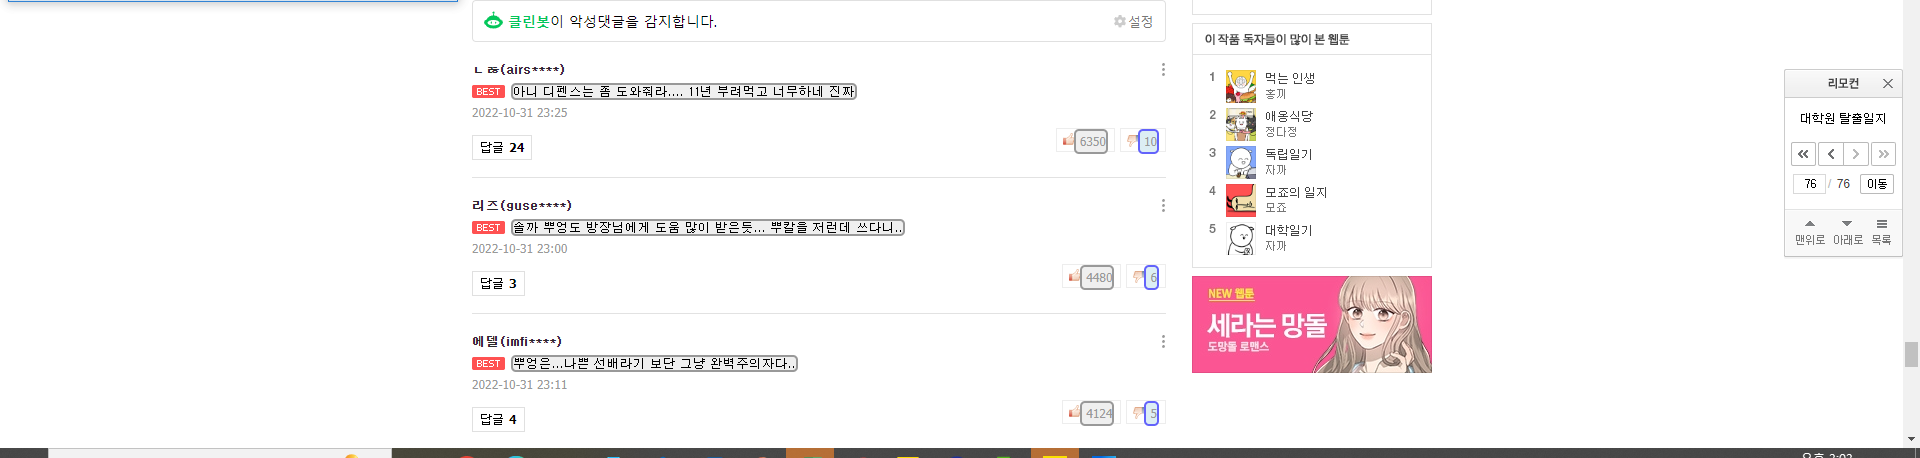 클린봇이 악성댓글을 감지합니다.
설정
ㄴㅎ(airs****)
BEST 아니 디펜스는 좀 도와줘라.... 11년 부려먹고 너무하네 진짜
2022-10-31 23:25
답글 24
6350
10
리즈(guse****)
BEST 솔까 뿌엉도 방장님에게 도움 많이 받은듯... 뿌칼을 저런데 쓰다니..
2022-10-31 23:00
답글 3
4480
6
에델(imfi****)
BEST 뿌엉은...나쁜 선배라기 보단 그냥 완벽주의자다..
2022-10-31 23:11
답글 4
4124
5
이 작품 독자들이 많이 본 웹툰
1 먹는 인생
홍끼
2 애옹식당
정다정
3 독립일기
자까
4 모죠의 일지
모죠
5 대학일기
자까
NEW 웹툰
세라는 망돌
도망돌 로맨스
리모컨
대학원 탈출일지
76 / 76 이동
맨위로 아래로 목록